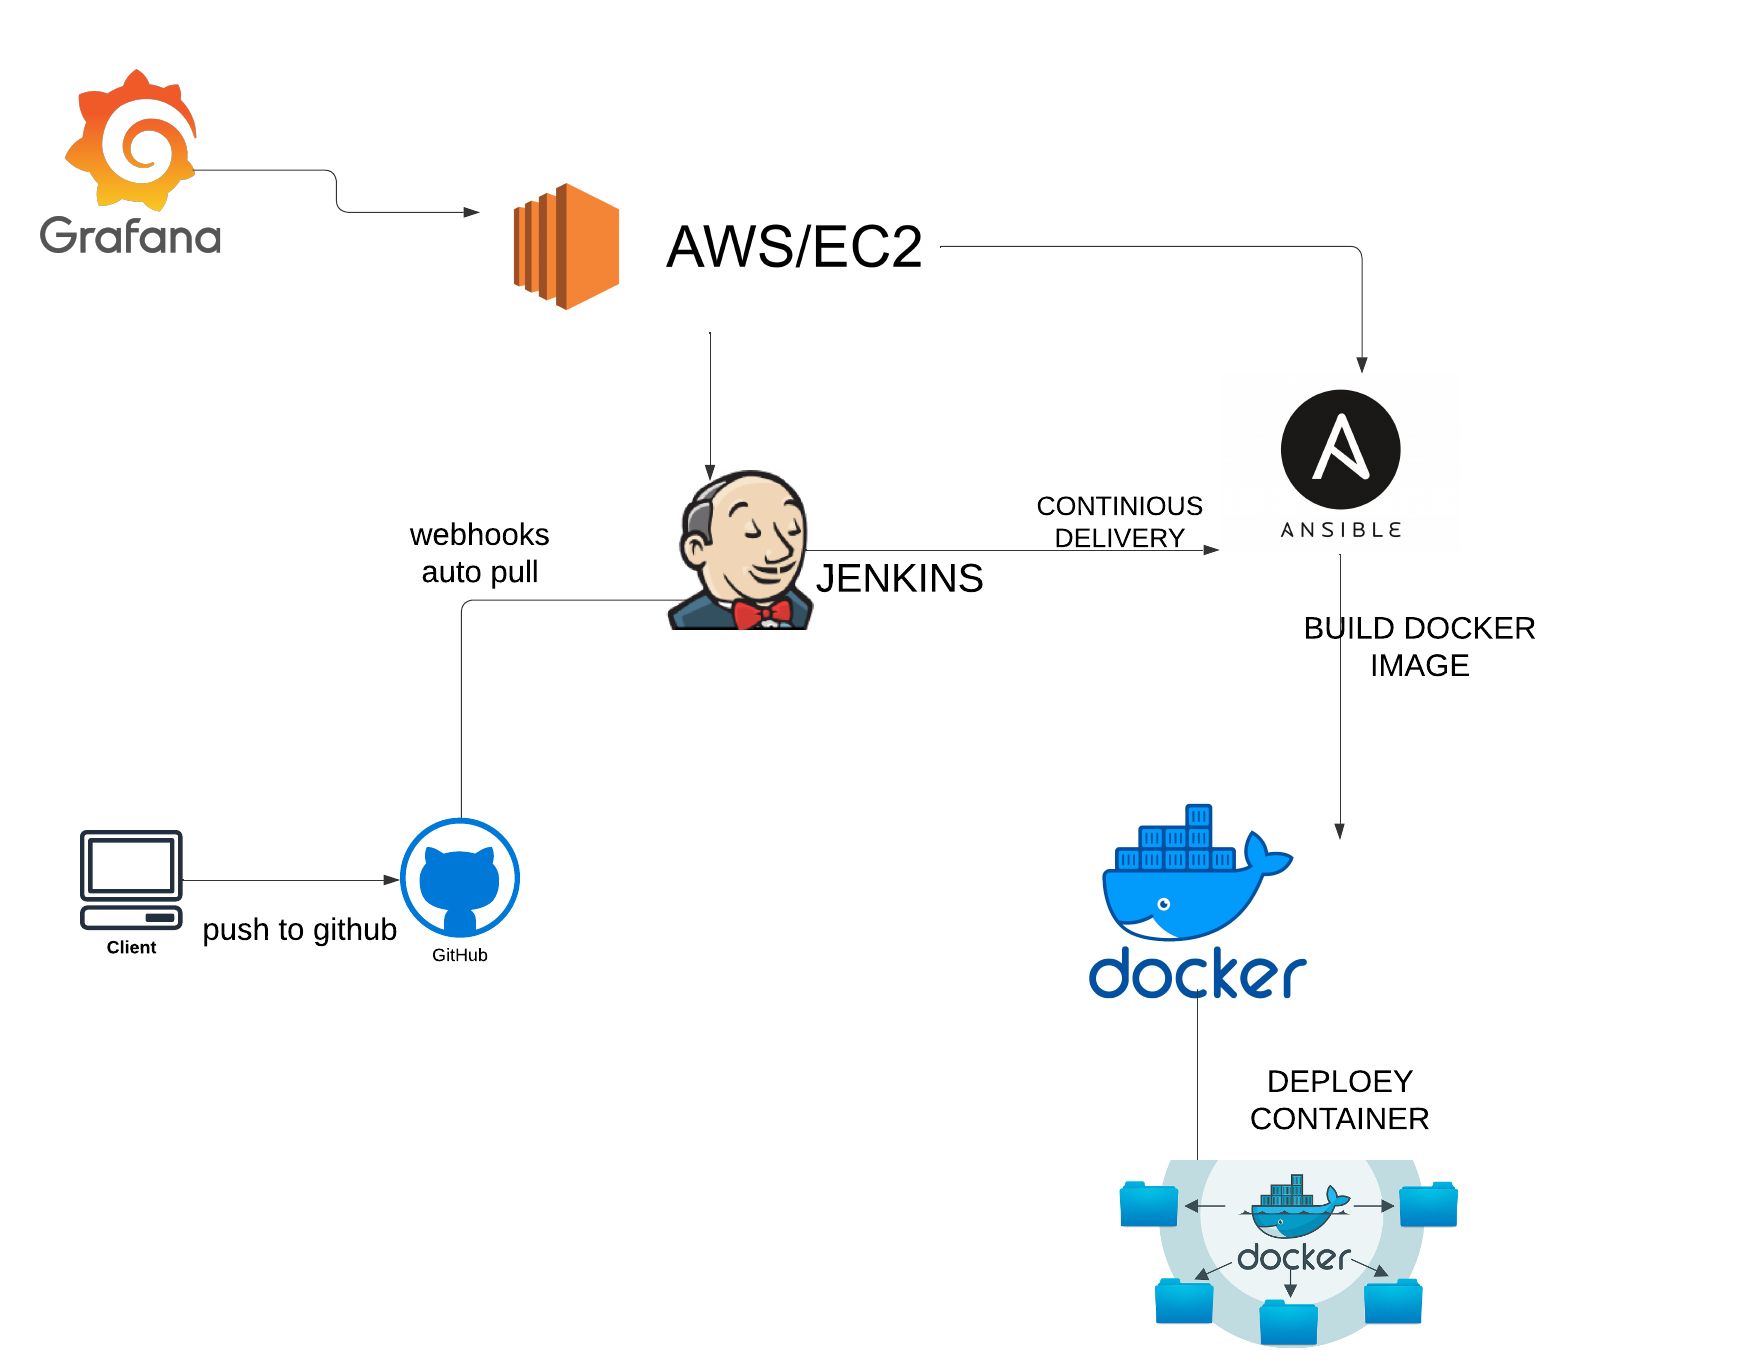 Grafana
AWS/EC2
ANSIBLE
CONTINIOUS
DELIVERY
webhooks
auto pull
JENKINS
BUILD DOCKER
IMAGE
docker
Client
push to github
GitHub
DEPLOEY
CONTAINER
docker